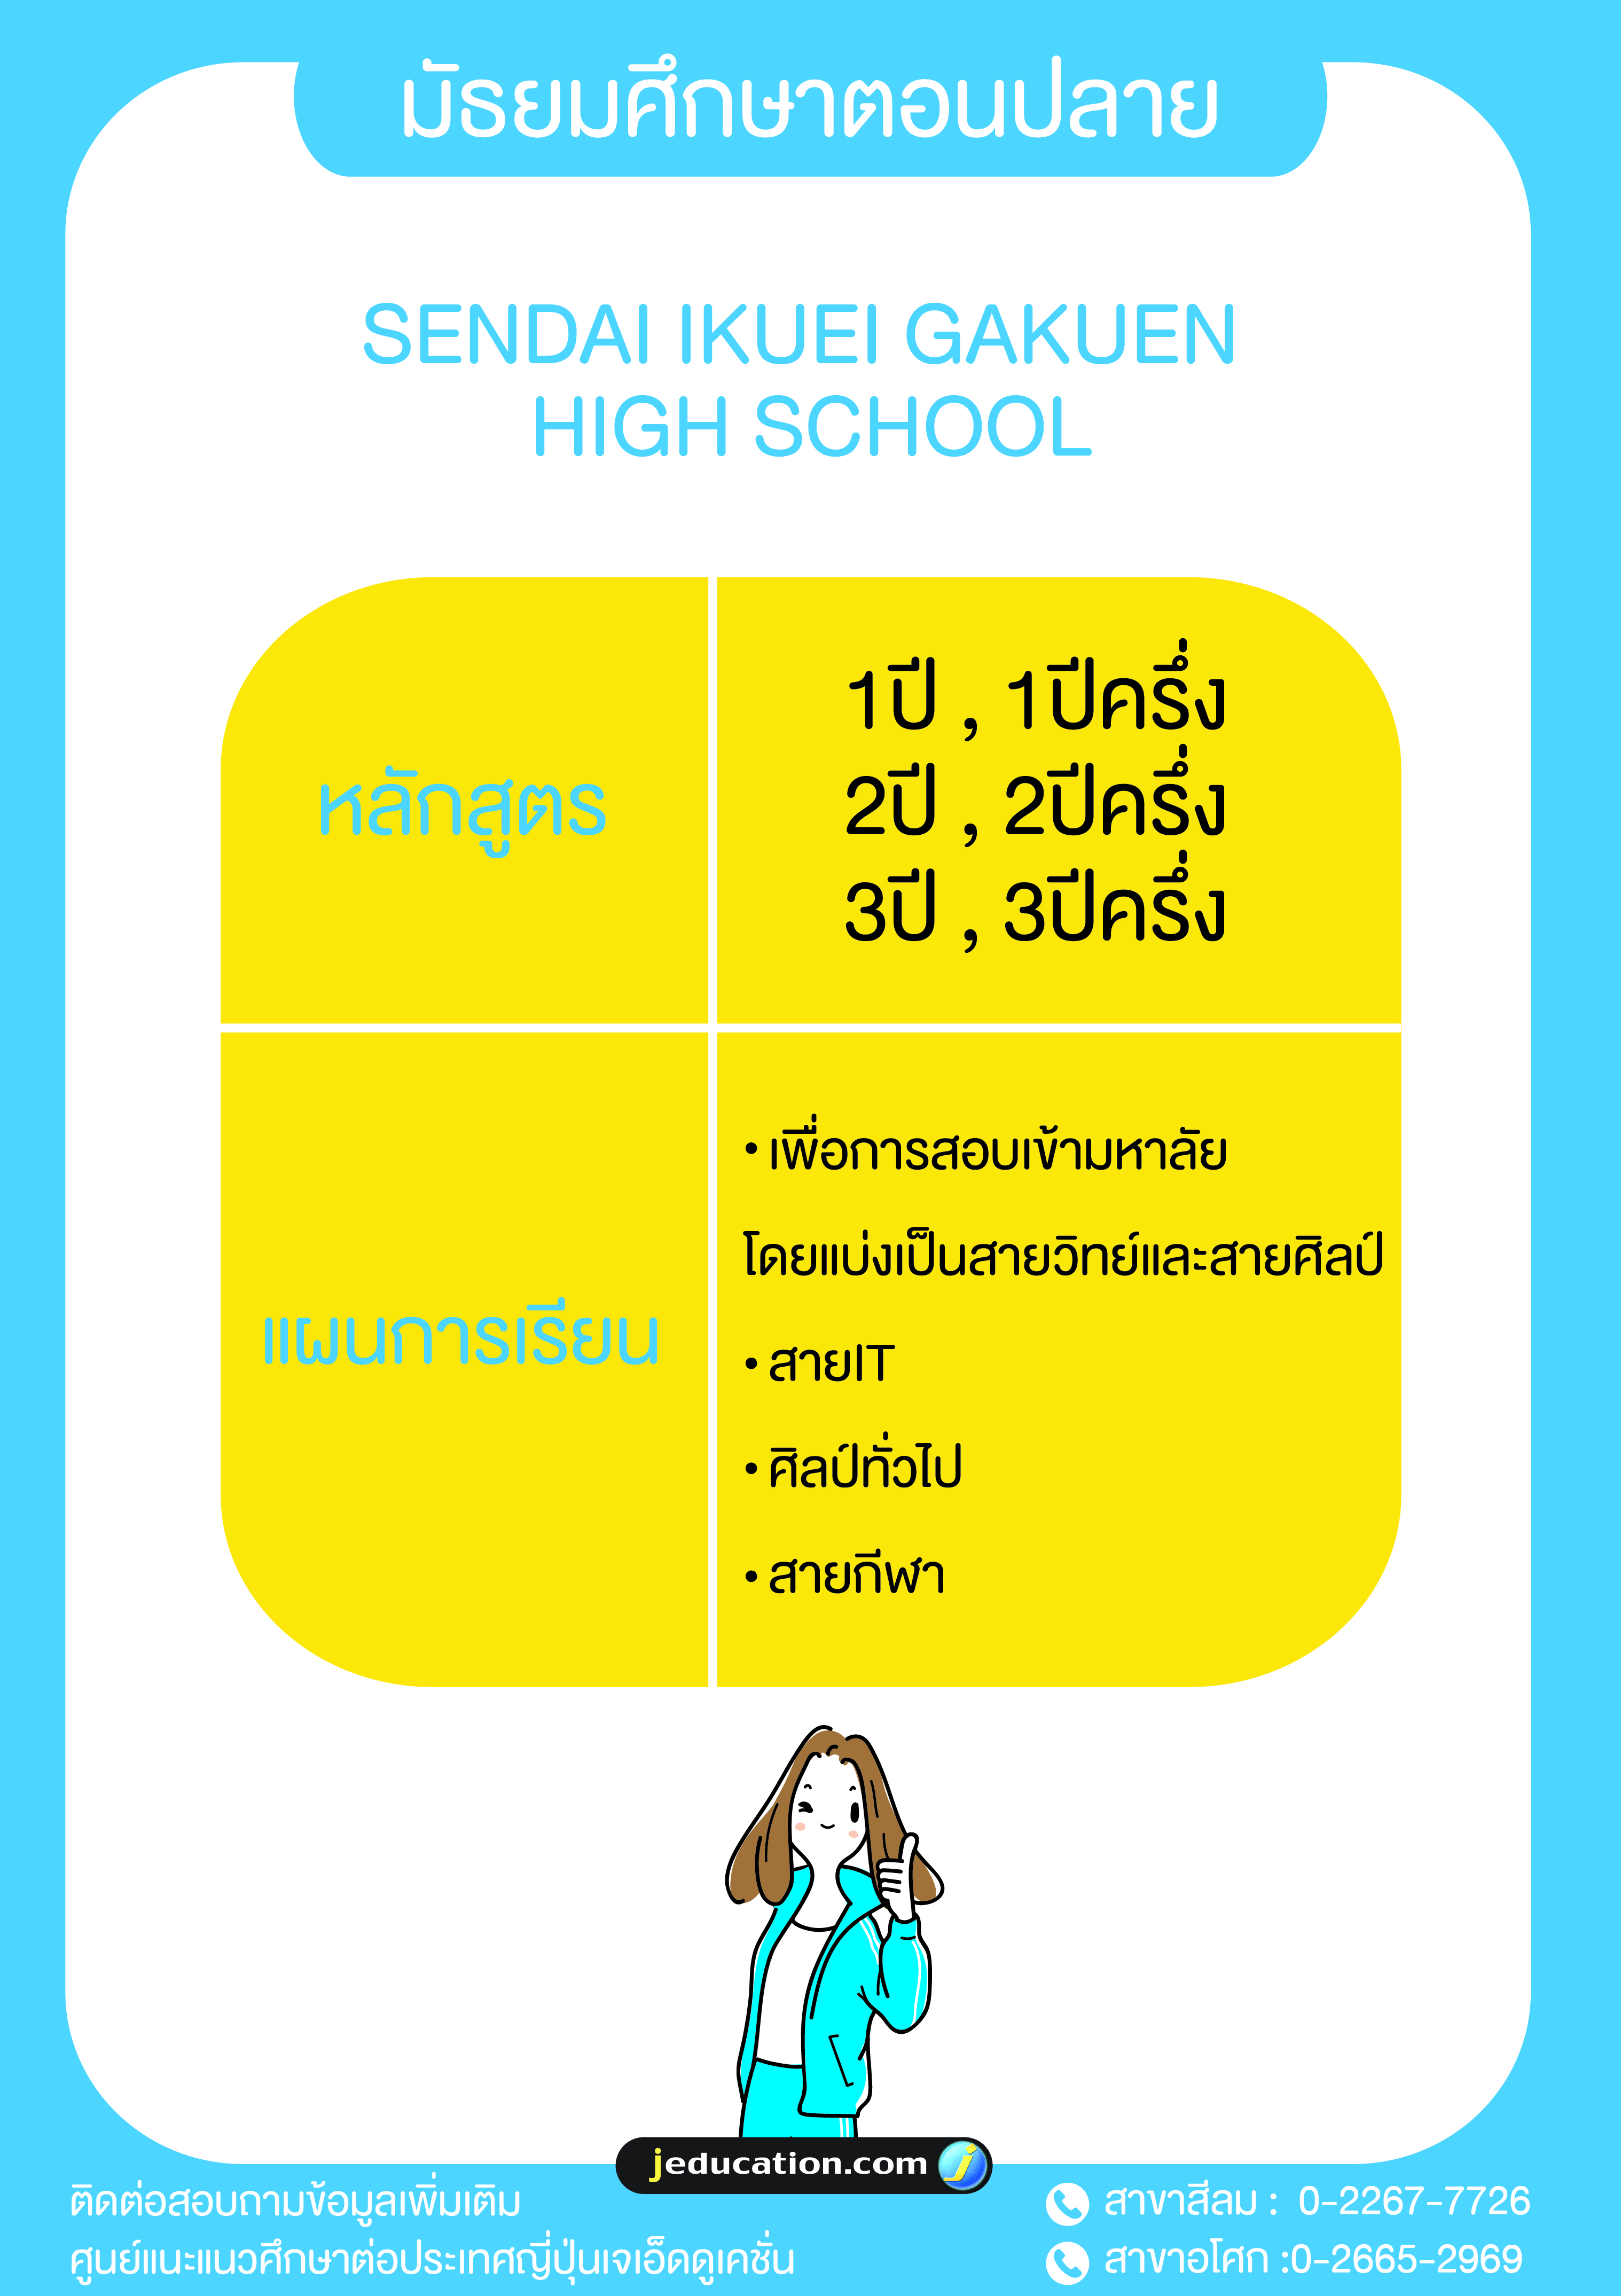 มัธยมศึกษาตอนปลาย
SENDAI IKUEI GAKUEN
HIGH SCHOOL
หลักสูตร
1ปี , 1ปีครึ่ง
2ปี , 2ปีครึ่ง
3ปี , 3ปีครึ่ง
แผนการเรียน
• เพื่อการสอบเข้ามหาลัย
โดยแบ่งเป็นสายวิทย์และสายศิลป์
• สายIT
• ศิลป์ทั่วไป
• สายกีฬา
jeducation.com
ติดต่อสอบถามข้อมูลเพิ่มเติม
ศูนย์แนะแนวศึกษาต่อประเทศญี่ปุ่นเจเอ็ดดูเคชั่น
สาขาสีลม : 0-2267-7726
สาขาอโศก :0-2665-2969